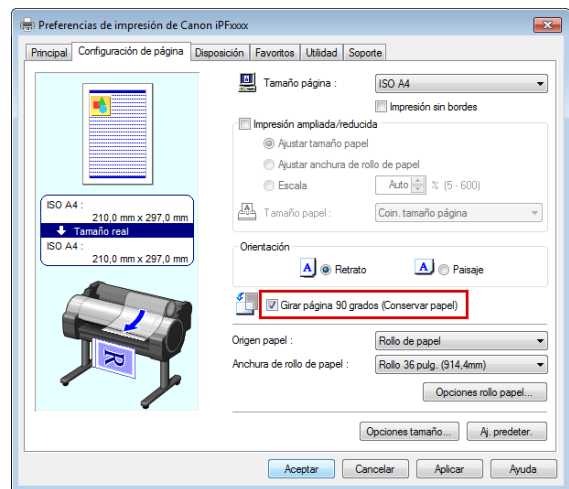 Preferencias de impresión de Canon iPFxxxx
Principal Configuración de página Disposición Favoritos Utilidad Soporte
Tamaño página : ISO A4
Impresión sin bordes
Impresión ampliada/reducida
Ajustar tamaño papel
Ajustar anchura de rollo de papel
Escala Auto % (5 - 600)
Tamaño papel : Coin. tamaño página
ISO A4 :
210,0 mm x 297,0 mm
Tamaño real
ISO A4 :
210,0 mm x 297,0 mm
Orientación
A Retrato A Paisaje
Girar página 90 grados (Conservar papel)
Origen papel : Rollo de papel
Anchura de rollo de papel : Rollo 36 pulg. (914,4mm)
R
Opciones rollo papel...
Opciones tamaño... Aj. predeter.
Aceptar Cancelar Aplicar Ayuda